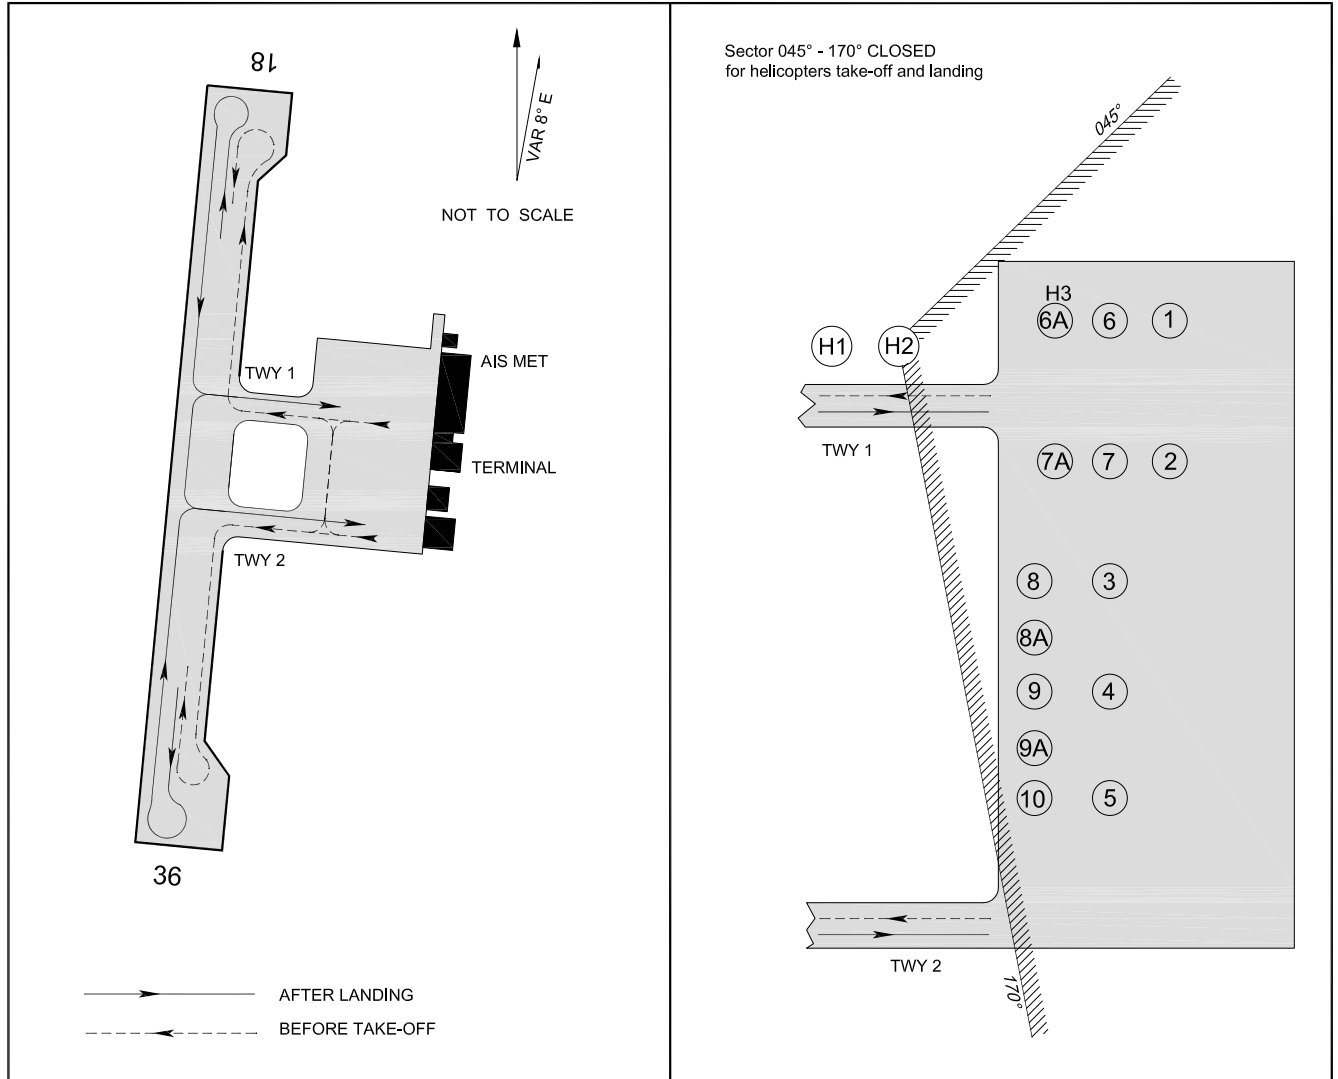 18
VAR 8° E
NOT TO SCALE
TWY 1
AIS MET
TERMINAL
TWY 2
36
AFTER LANDING
BEFORE TAKE-OFF
Sector 045° - 170° CLOSED
for helicopters take-off and landing
045°
H3
6A 6 1
H1 H2
TWY 1
7A 7 2
8 3
8A
9 4
9A
10 5
TWY 2
170°